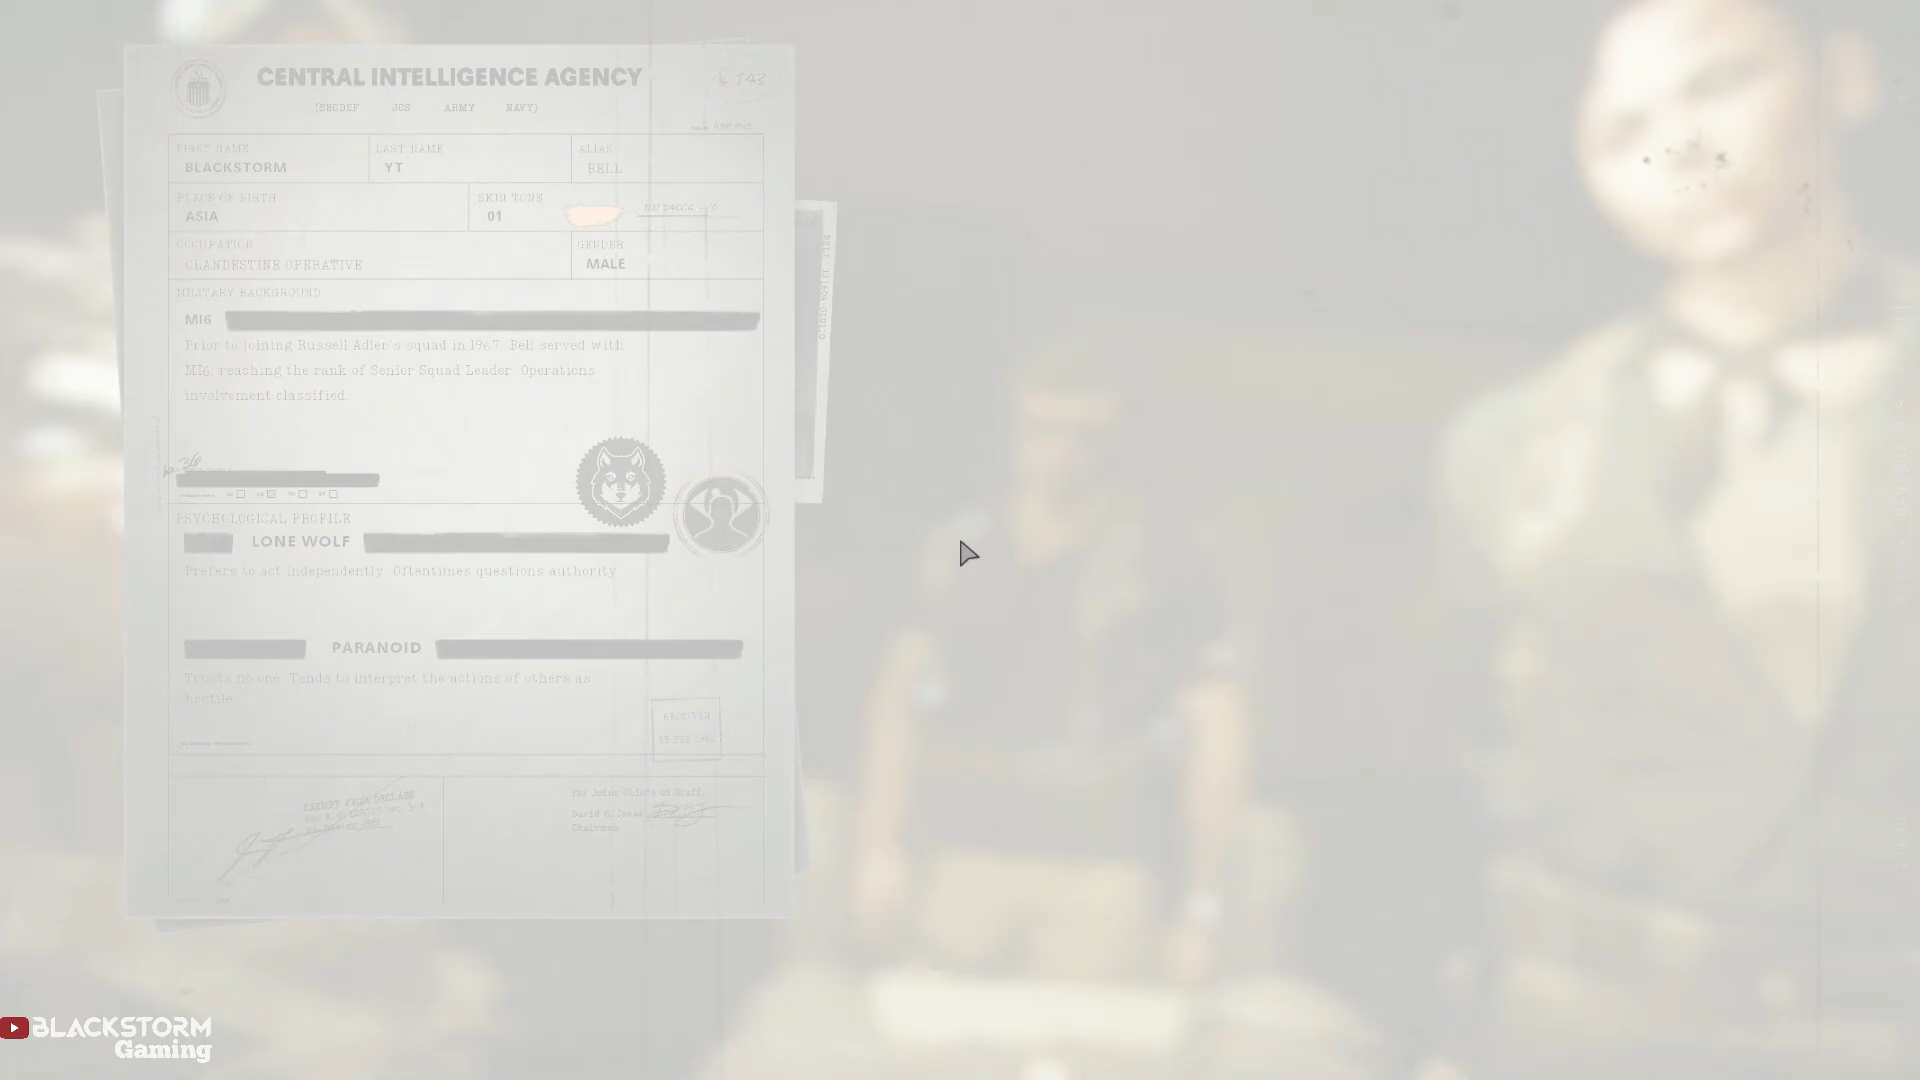 CENTRAL INTELLIGENCE AGENCY
143
(SECDEF JCS ARMY NAVY)
FIRST NAME LAST NAME ALIAS
BLACKSTORM YT BELL
PLACE OF BIRTH SKIN TONE
ASIA 01
OCCUPATION GENDER
CLANDESTINE OPERATIVE MALE
MILITARY BACKGROUND
MI6
Prior to joining Russell Adler's squad in 1967, Bell served with
MI6, reaching the rank of Senior Squad Leader. Operations
involvement classified.
PSYCHOLOGICAL PROFILE
LONE WOLF
Prefers to act independently. Oftentimes questions authority
PARANOID
Trusts no one. Tends to interpret the actions of others as
hostile
RECEIVED
EXEMPT FROM DECLASS
For Joint Chiefs of Staff:
David C. Jones
Chairman
BLACKSTORM
Gaming